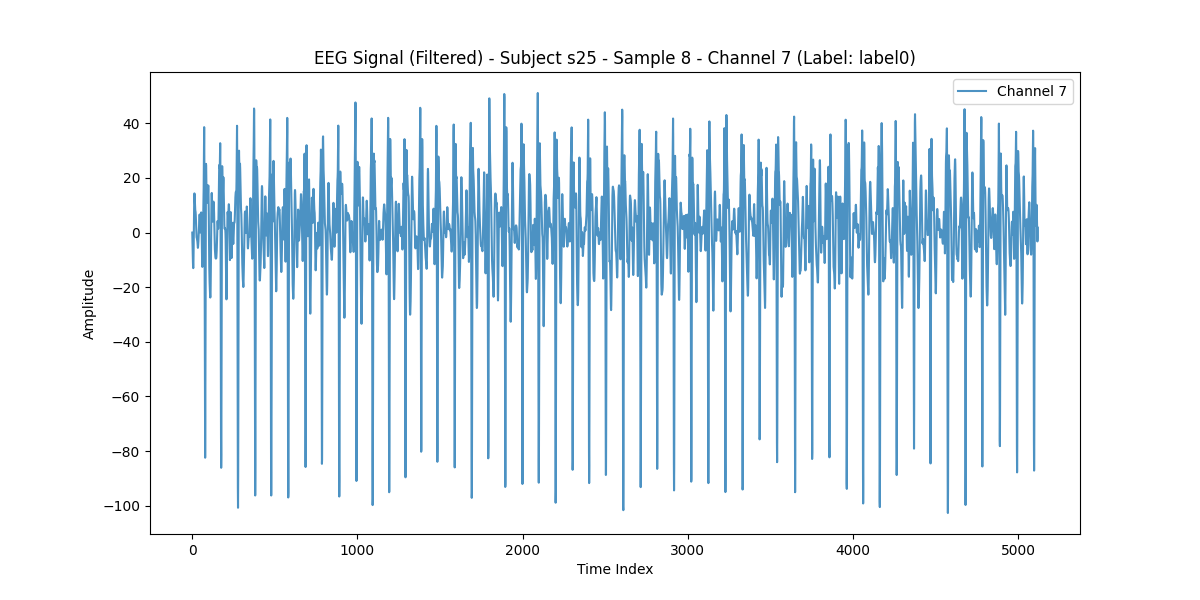 EEG Signal (Filtered) - Subject s25 - Sample 8 - Channel 7 (Label: label0)
Channel 7
40
20
0
−20
−40
−60
−80
−100
Amplitude
0 1000 2000 3000 4000 5000
Time Index